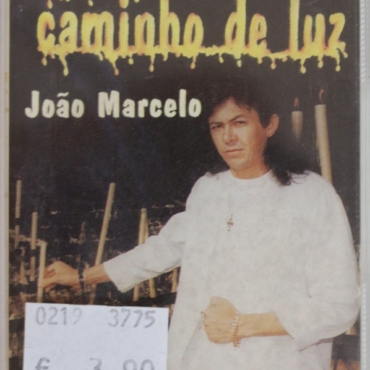 caminho de luz
João Marcelo
0219 3775